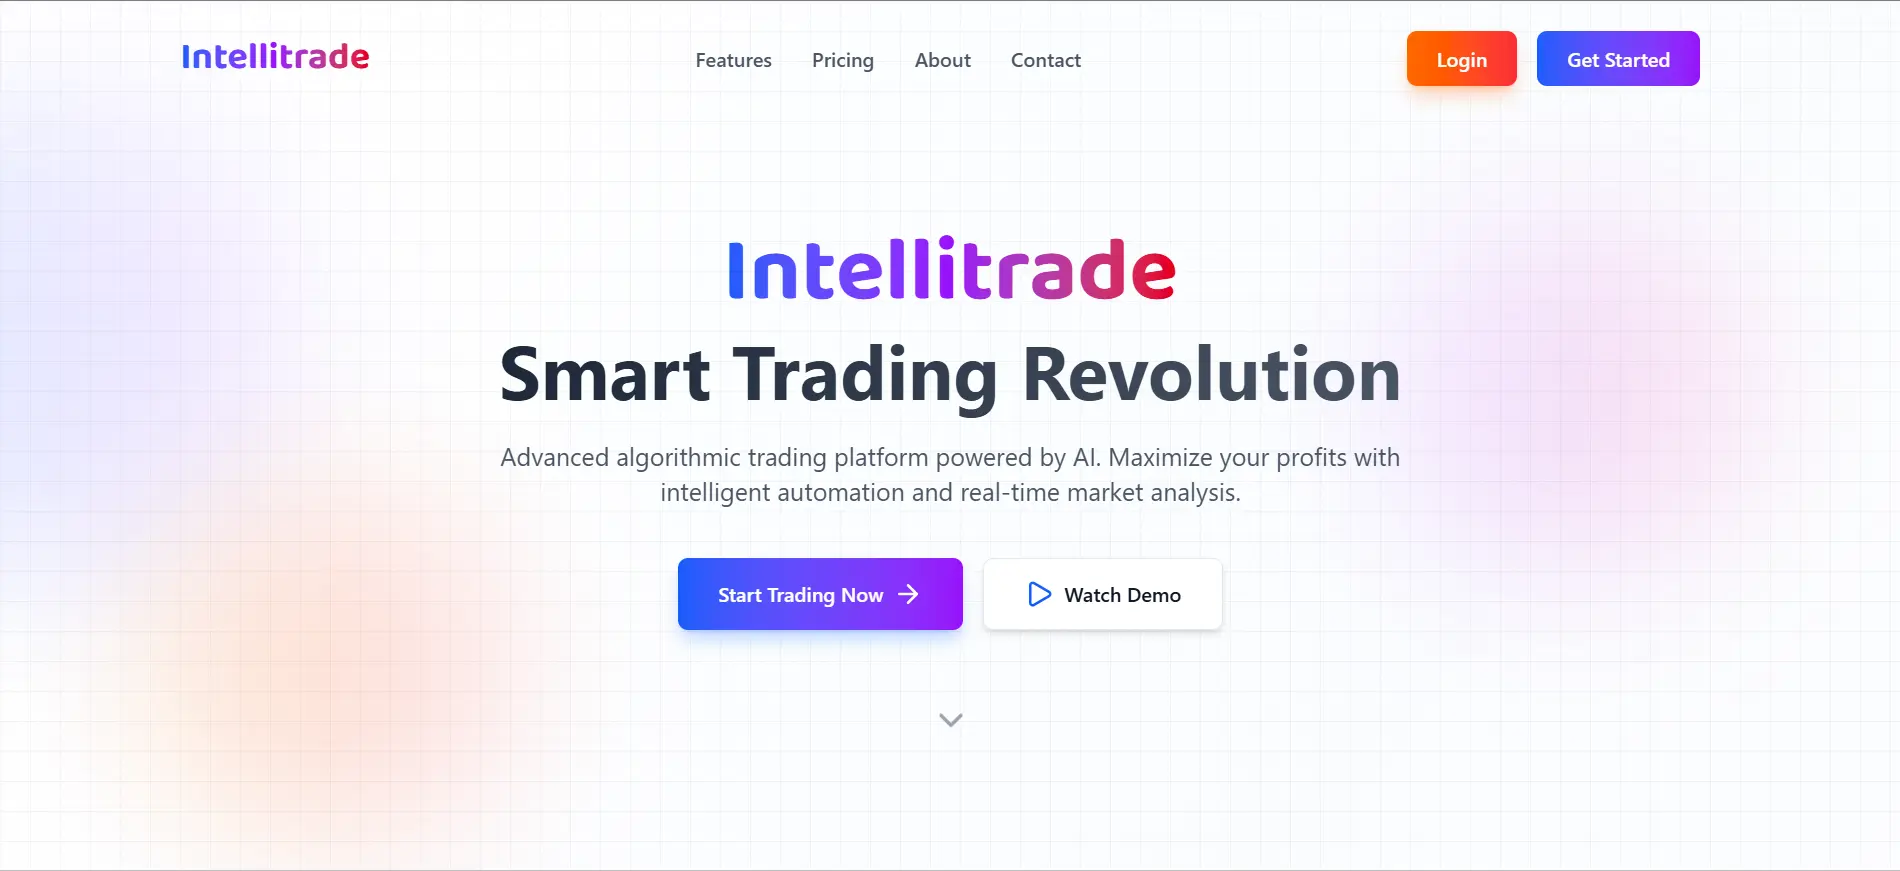 Intellitrade
Features Pricing About Contact
Login
Get Started
Intellitrade
Smart Trading Revolution
Advanced algorithmic trading platform powered by AI. Maximize your profits with
intelligent automation and real-time market analysis.
Start Trading Now
Watch Demo